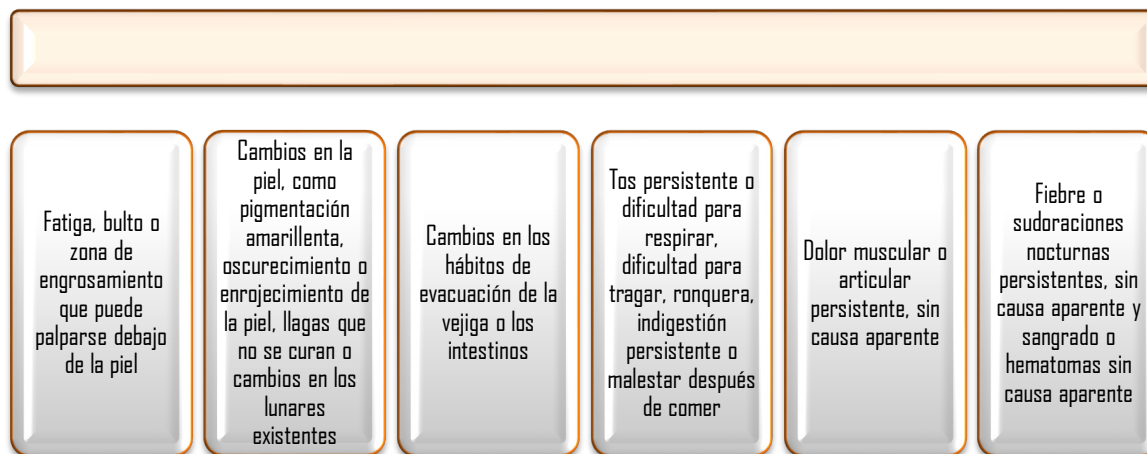 Fatiga, bulto o
zona de
engrosamiento
que puede
palparse debajo
de la piel
Cambios en la
piel, como
pigmentación
amarillenta,
oscurecimiento o
enrojecimiento de
la piel, llagas que
no se curan o
cambios en los
lunares
existentes
Cambios en los
hábitos de
evacuación de la
vejiga o los
intestinos
Tos persistente o
dificultad para
respirar,
dificultad para
tragar, ronquera,
indigestión
persistente o
malestar después
de comer
Dolor muscular o
articular
persistente, sin
causa aparente
Fiebre o
sudoraciones
nocturnas
persistentes, sin
causa aparente y
sangrado o
hematomas sin
causa aparente